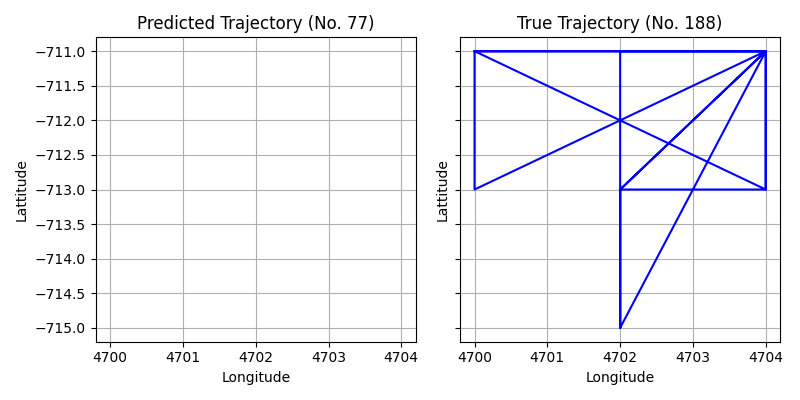 Predicted Trajectory (No. 77)
−711.0
−711.5
−712.0
−712.5
−713.0
−713.5
−714.0
−714.5
−715.0
Lattitude
4700 4701 4702 4703 4704
Longitude
True Trajectory (No. 188)
Lattitude
4700 4701 4702 4703 4704
Longitude